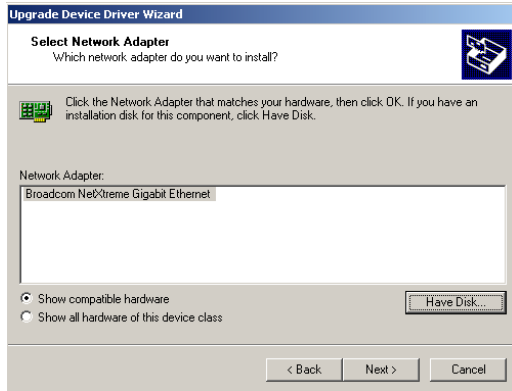 Upgrade Device Driver Wizard
Select Network Adapter
Which network adapter do you want to install?
Click the Network Adapter that matches your hardware, then click OK. If you have an
installation disk for this component, click Have Disk.
Network Adapter:
Broadcom NetXtreme Gigabit Ethernet
Show compatible hardware
Have Disk...
Show all hardware of this device class
< Back
Next >
Cancel